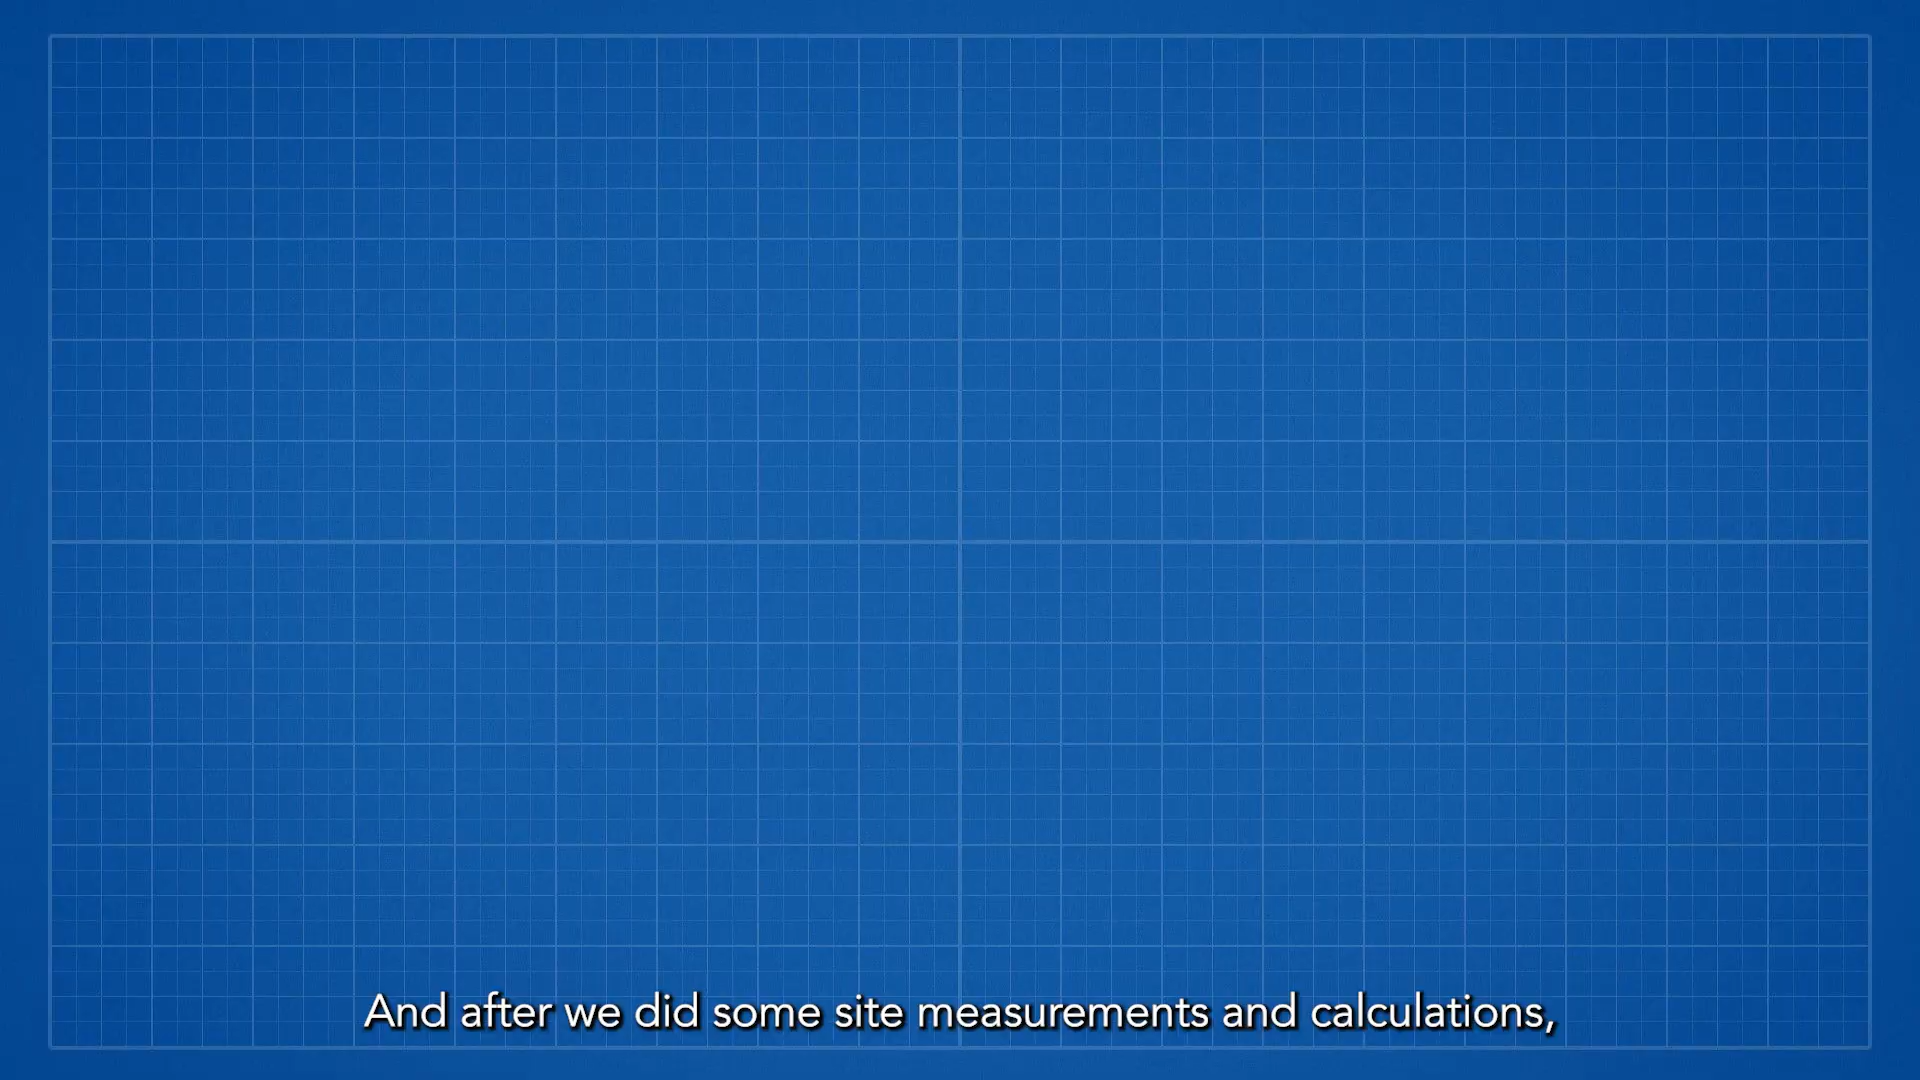 And after we did some site measurements and calculations,